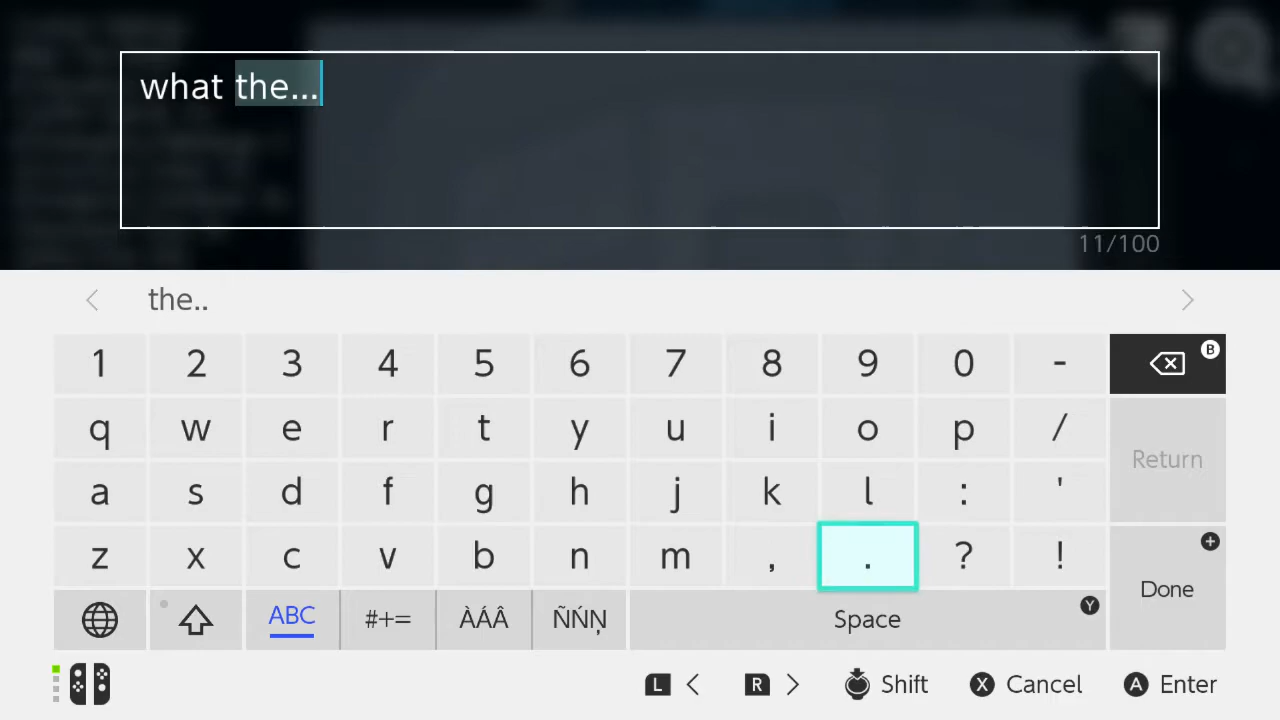 what the...
11/100
< the.. >
1 2 3 4 5 6 7 8 9 0 - B
q w e r t y u i o p / Return
a s d f g h j k l : '
z x c v b n m , . ? ! + Done
ABC #+= ÀÁÂ ÑŃŅ Space Y
L < R > Shift X Cancel A Enter